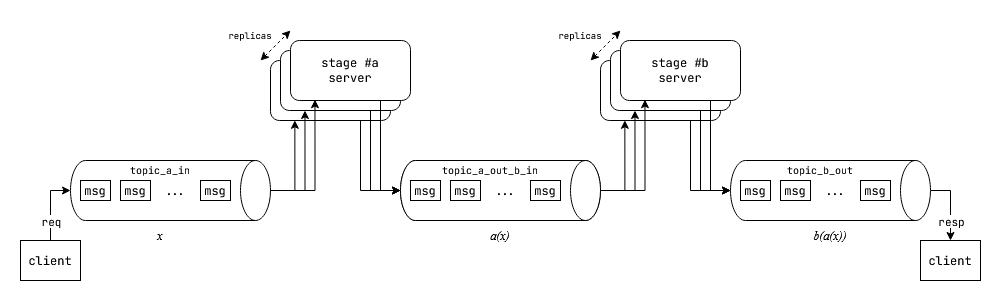 replicas
stage #a
server
replicas
stage #b
server
topic_a_in
msg msg ... msg
topic_a_out_b_in
msg msg ... msg
topic_b_out
msg msg ... msg
req
x
a(x)
b(a(x))
resp
client
client